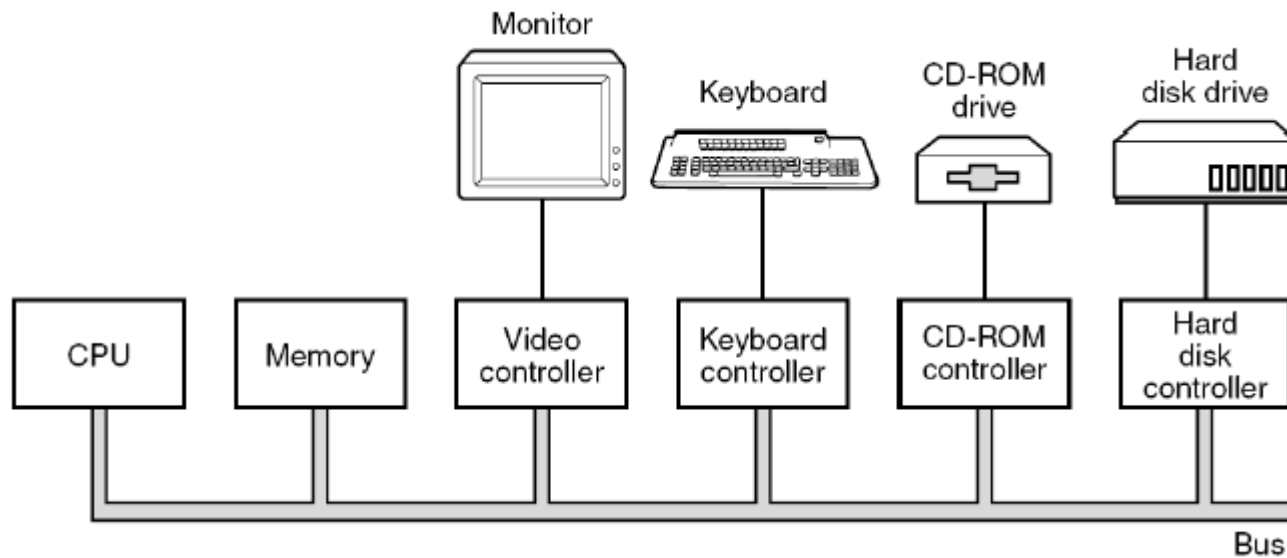 Monitor
Keyboard
CD-ROM
drive
Hard
disk drive
CPU
Memory
Video
controller
Keyboard
controller
CD-ROM
controller
Hard
disk
controller
Bus